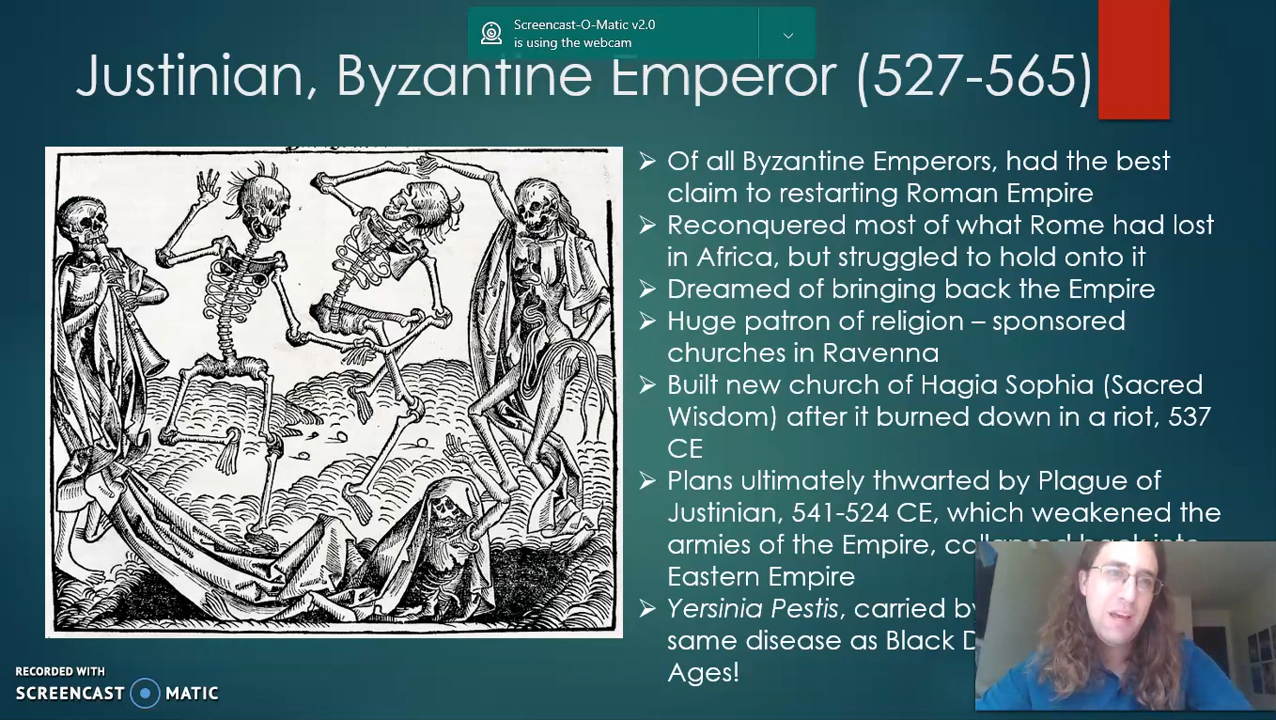 Screencast-O-Matic v2.0
is using the webcam
Justinian, Byzantine Emperor (527-565)
➢ Of all Byzantine Emperors, had the best
claim to restarting Roman Empire
➢ Reconquered most of what Rome had lost
in Africa, but struggled to hold onto it
➢ Dreamed of bringing back the Empire
➢ Huge patron of religion – sponsored
churches in Ravenna
➢ Built new church of Hagia Sophia (Sacred
Wisdom) after it burned down in a riot, 537
CE
➢ Plans ultimately thwarted by Plague of
Justinian, 541-524 CE, which weakened the
armies of the Empire,
Eastern Empire
➢ Yersinia Pestis, carried by
same disease as Black
Ages!
RECORDED WITH
SCREENCAST MATIC